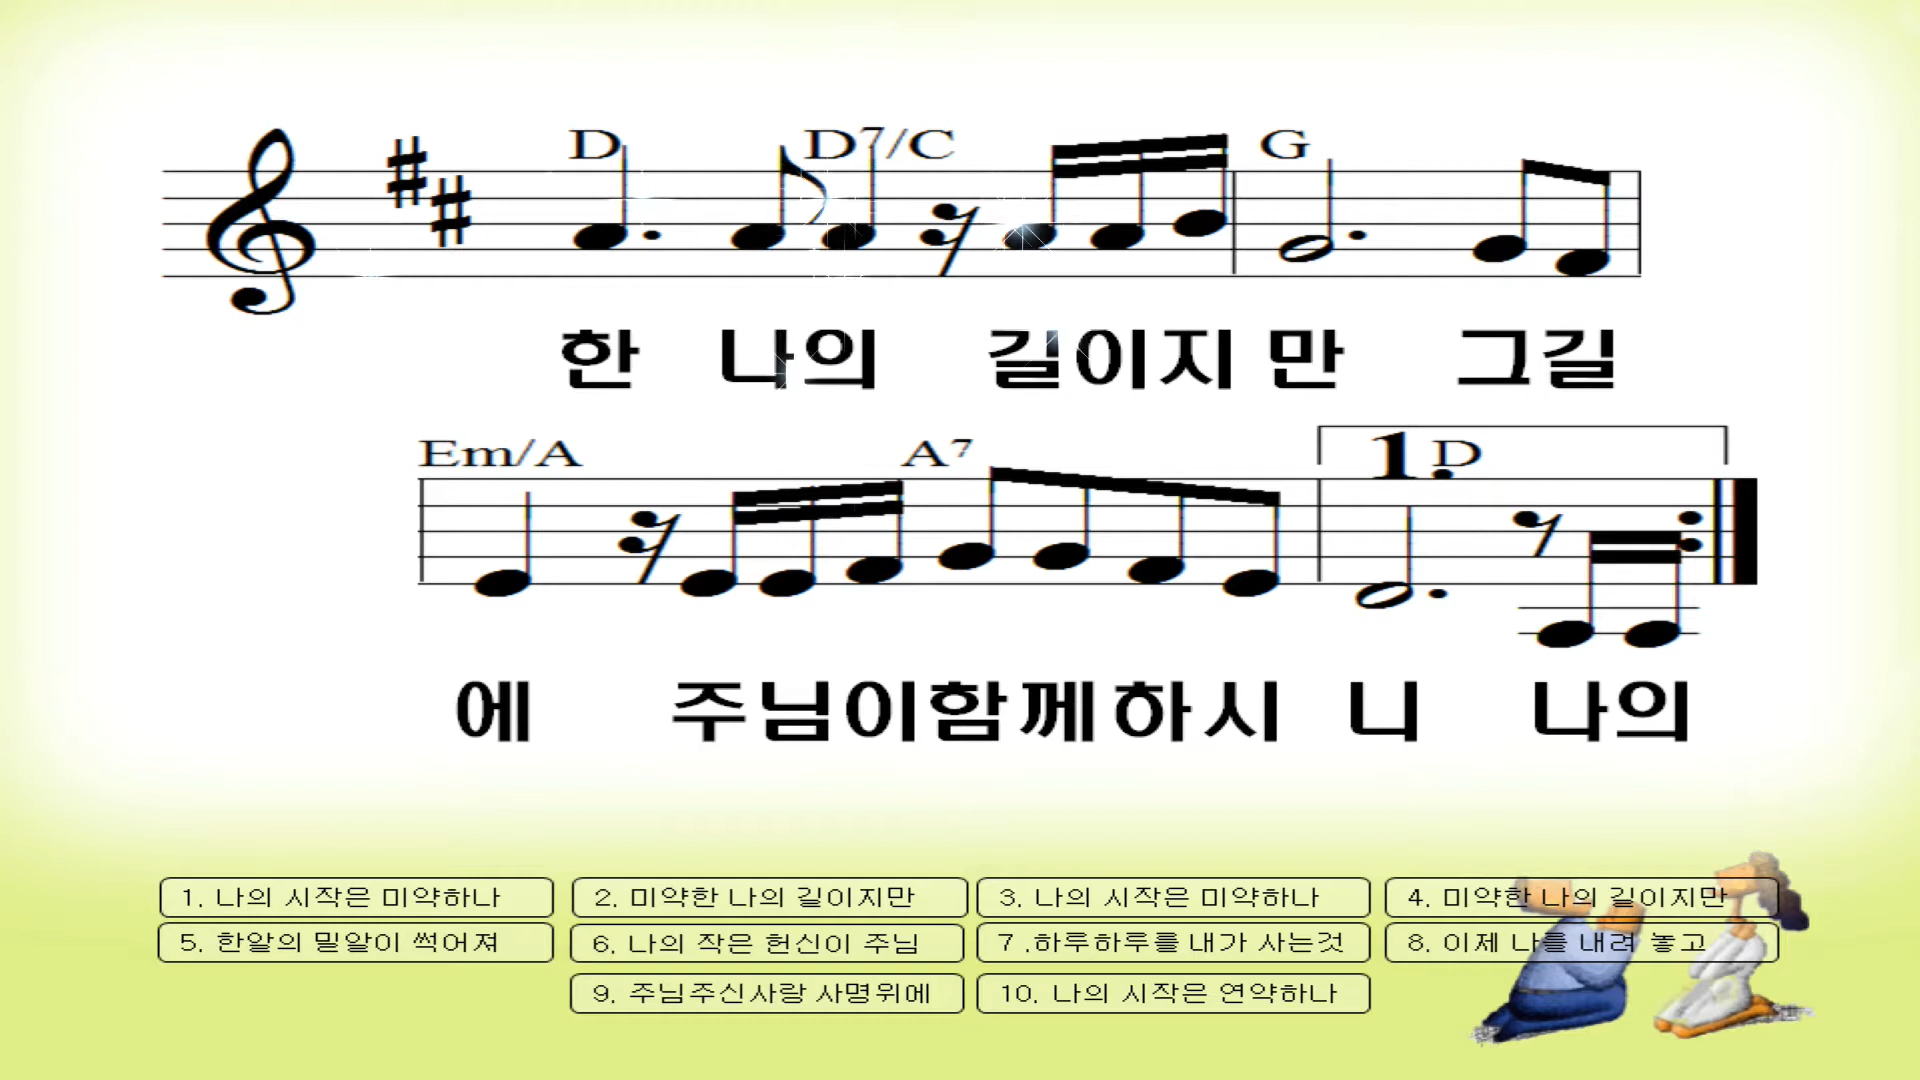 D D7/C G
한 나의 길이지만 그길
Em/A A7 1. D
에 주님이함께하시 니 나의
1. 나의 시작은 미약하나
2. 미약한 나의 길이지만
3. 나의 시작은 미약하나
4. 미약한 나의 길이지만
5. 한알의 밀알이 썩어져
6. 나의 작은 헌신이 주님
7 .하루하루를 내가 사는것
8. 이제 나를 내려 놓고
9. 주님주신사랑 사명위에
10. 나의 시작은 연약하나